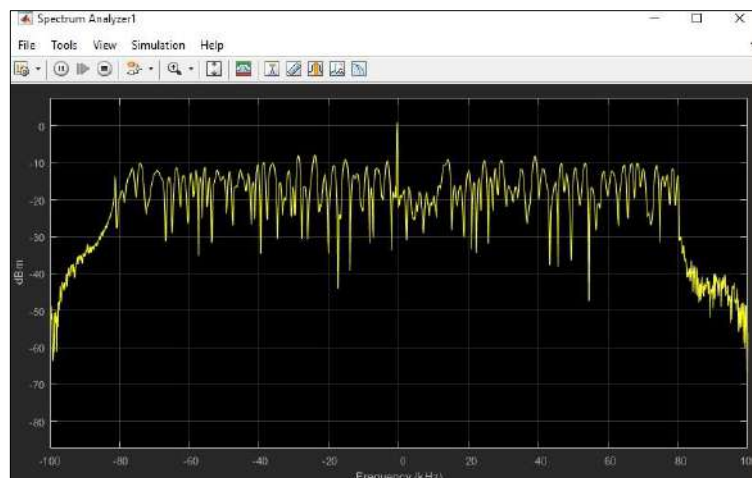 Spectrum Analyzer1
File Tools View Simulation Help
0
-10
-20
-30
-40
-50
-60
-70
-80
dBm
-100 -80 -60 -40 -20 0 20 40 60 80 100
Frequency (kHz)